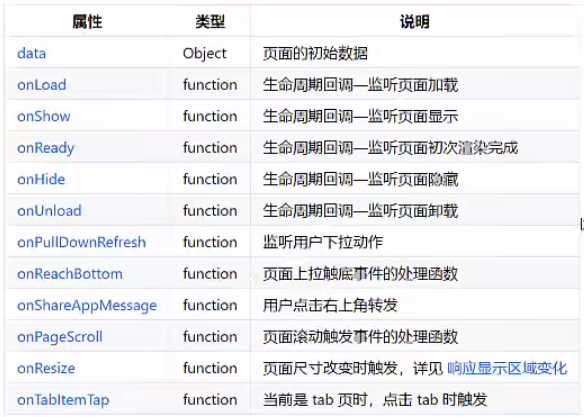 属性 类型 说明
data Object 页面的初始数据
onLoad function 生命周期回调—监听页面加载
onShow function 生命周期回调—监听页面显示
onReady function 生命周期回调—监听页面初次渲染完成
onHide function 生命周期回调—监听页面隐藏
onUnload function 生命周期回调—监听页面卸载
onPullDownRefresh function 监听用户下拉动作
onReachBottom function 页面上拉触底事件的处理函数
onShareAppMessage function 用户点击右上角转发
onPageScroll function 页面滚动触发事件的处理函数
onResize function 页面尺寸改变时触发，详见 响应显示区域变化
onTabItemTap function 当前是 tab 页时，点击 tab 时触发